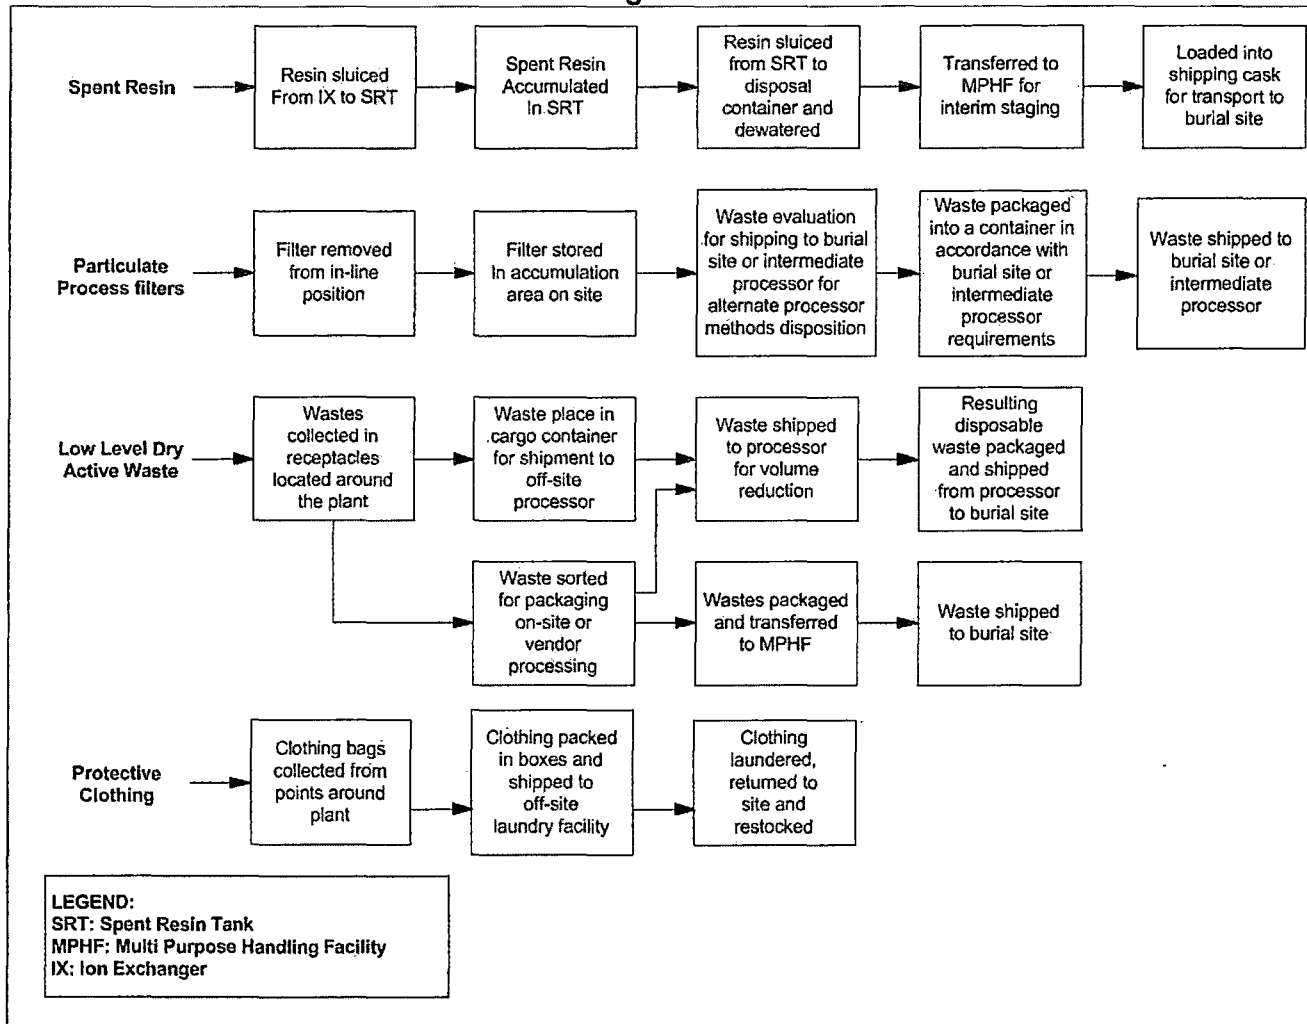 Spent Resin
Resin sluiced
From IX to SRT
Spent Resin
Accumulated
In SRT
Resin sluiced
from SRT to
disposal
container and
dewatered
Transferred to
MPHF for
interim staging
Loaded into
shipping cask
for transport to
burial site
Particulate
Process filters
Filter removed
from in-line
position
Filter stored
In accumulation
area on site
Waste evaluation
for shipping to burial
site or intermediate
processor for
alternate processor
methods disposition
Waste packaged
into a container in
accordance with
burial site or
intermediate
processor
requirements
Waste shipped to
burial site or
intermediate
processor
Low Level Dry
Active Waste
Wastes
collected in
receptacles
located around
the plant
Waste place in
cargo container
for shipment to
off-site
processor
Waste shipped
to processor
for volume
reduction
Resulting
disposable
waste packaged
and shipped
from processor
to burial site
Waste sorted
for packaging
on-site or
vendor
processing
Wastes packaged
and transferred
to MPHF
Waste shipped
to burial site
Protective
Clothing
Clothing bags
collected from
points around
plant
Clothing packed
in boxes and
shipped to
off-site
laundry facility
Clothing
laundered,
returned to
site and
restocked
LEGEND:
SRT: Spent Resin Tank
MPHF: Multi Purpose Handling Facility
IX: Ion Exchanger